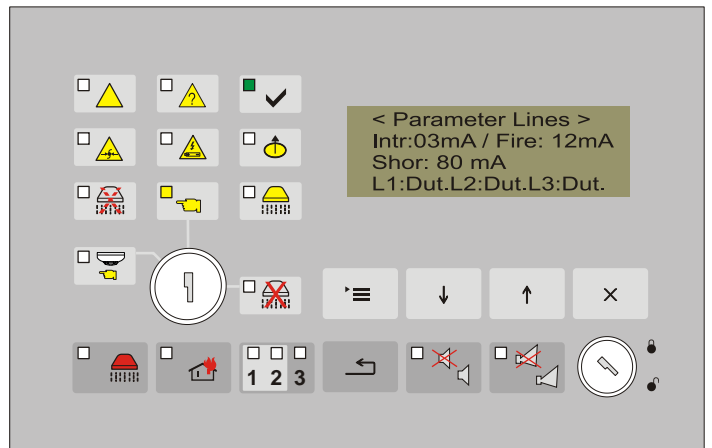 ?
< Parameter Lines >
Intr:03mA / Fire: 12mA
Shor: 80 mA
L1:Dut.L2:Dut.L3:Dut.
1 2 3